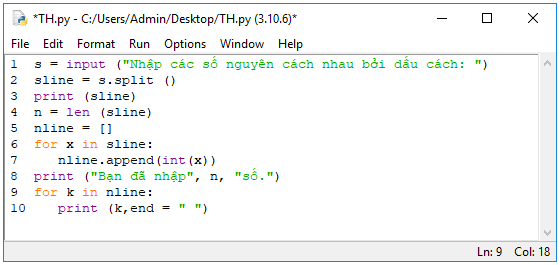 *TH.py - C:/Users/Admin/Desktop/TH.py (3.10.6)*
File Edit Format Run Options Window Help
1 s = input ("Nhập các số nguyên cách nhau bởi dấu cách: ")
2 sline = s.split ()
3 print (sline)
4 n = len (sline)
5 nline = []
6 for x in sline:
7    nline.append(int(x))
8 print ("Bạn đã nhập", n, "số.")
9 for k in nline:
10    print (k,end = " ")
Ln: 9 Col: 18